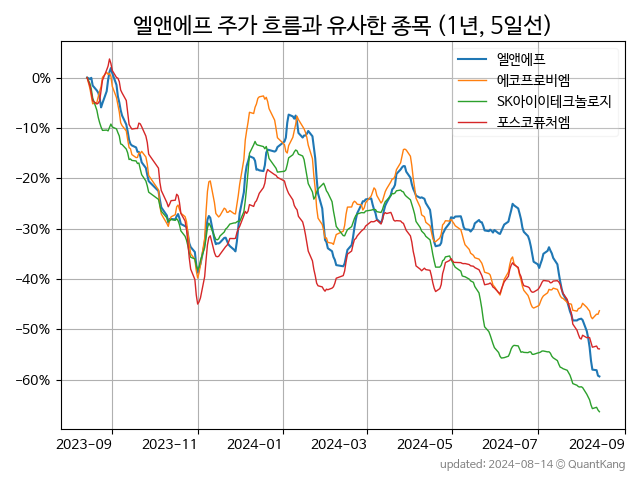 엘앤에프 주가 흐름과 유사한 종목 (1년, 5일선)
엘앤에프
에코프로비엠
SK아이이테크놀로지
포스코퓨처엠
0%
-10%
-20%
-30%
-40%
-50%
-60%
2023-09 2023-11 2024-01 2024-03 2024-05 2024-07 2024-09
updated: 2024-08-14 © QuantKang